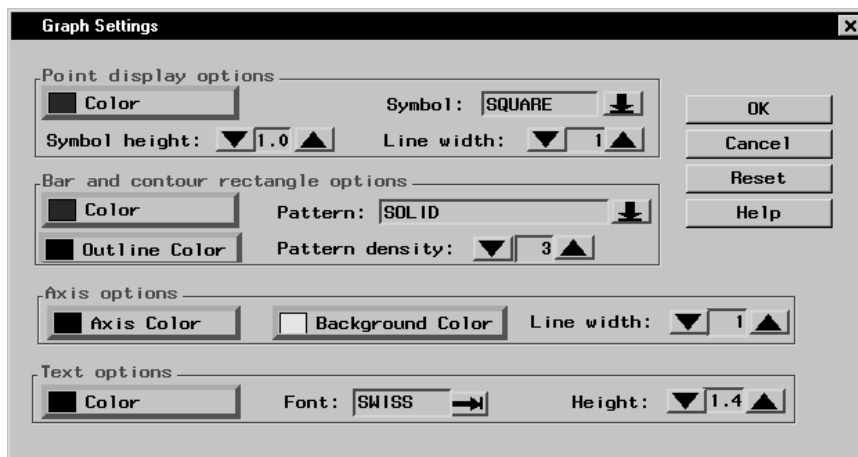 Graph Settings
Point display options
Color
Symbol: SQUARE
Symbol height: 1.0
Line width: 1
Bar and contour rectangle options
Color
Pattern: SOLID
Outline Color
Pattern density: 3
Axis options
Axis Color
Background Color
Line width: 1
Text options
Color
Font: SWISS
Height: 1.4
OK
Cancel
Reset
Help